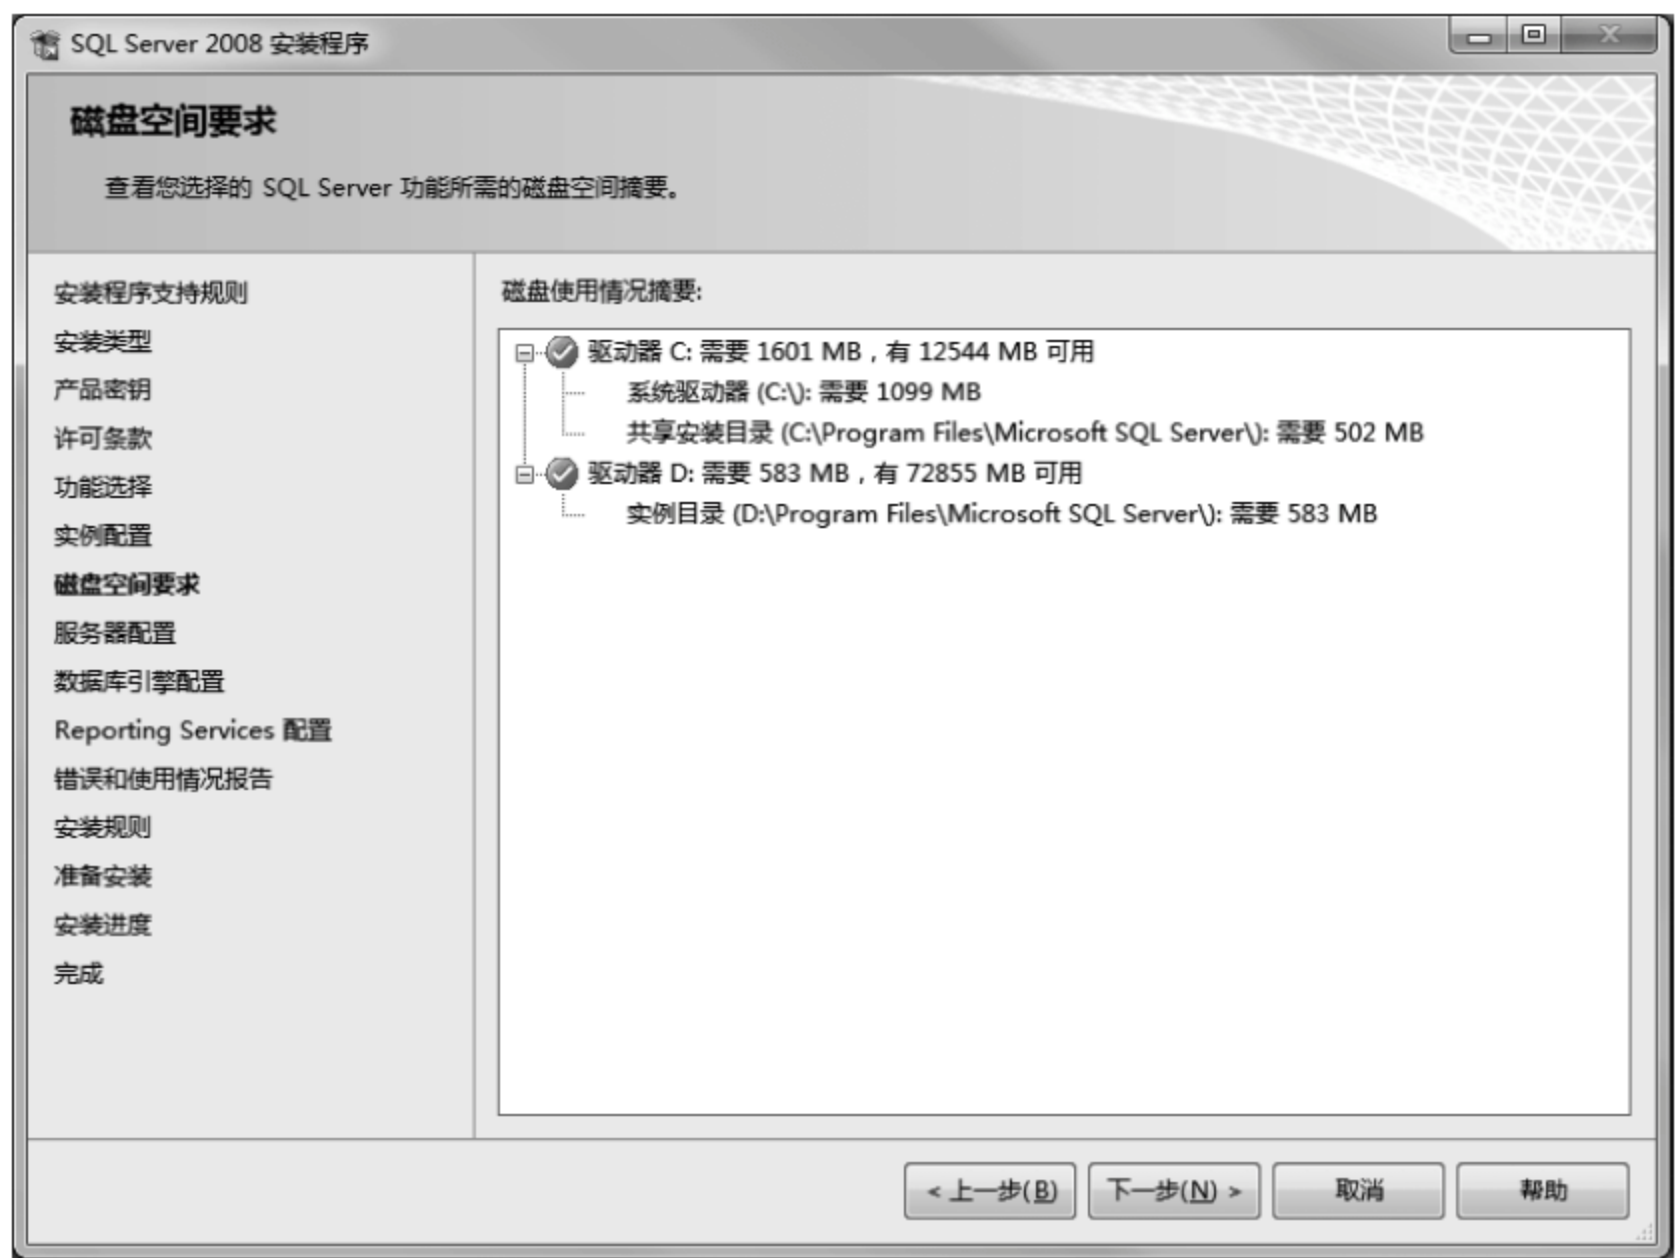 SQL Server 2008 安装程序
磁盘空间要求
查看您选择的 SQL Server 功能所需的磁盘空间摘要。
安装程序支持规则
安装类型
产品密钥
许可条款
功能选择
实例配置
磁盘空间要求
服务器配置
数据库引擎配置
Reporting Services 配置
错误和使用情况报告
安装规则
准备安装
安装进度
完成
磁盘使用情况摘要:
驱动器 C: 需要 1601 MB，有 12544 MB 可用
系统驱动器 (C:\): 需要 1099 MB
共享安装目录 (C:\Program Files\Microsoft SQL Server\): 需要 502 MB
驱动器 D: 需要 583 MB，有 72855 MB 可用
实例目录 (D:\Program Files\Microsoft SQL Server\): 需要 583 MB
< 上一步(B)
下一步(N) >
取消
帮助